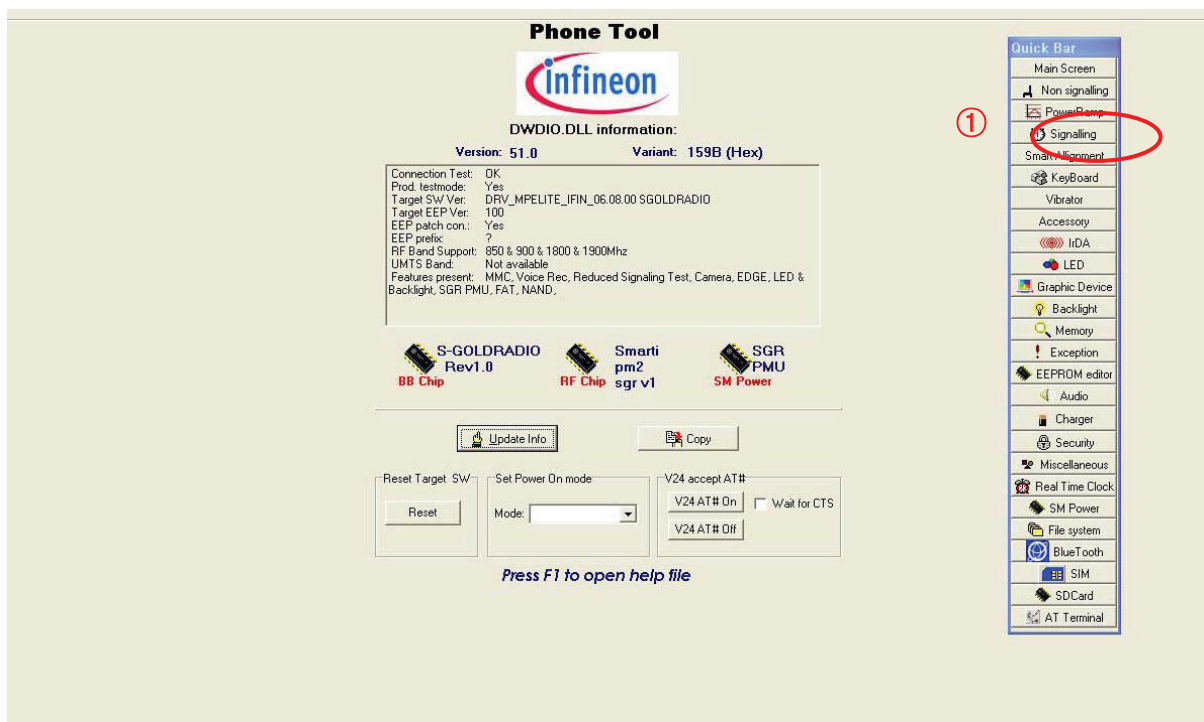 Phone Tool
infineon
DWDIO.DLL information:
Version: 51.0 Variant: 159B (Hex)
Connection Test: OK
Prod. testmode: Yes
Target SW Ver: DRV_MPELITE_IFIN_06.08.00 SGOLDRADIO
Target EEP Ver: 100
EEP patch con.: Yes
EEP prefix: ?
RF Band Support: 850 & 900 & 1800 & 1900Mhz
UMTS Band: Not available
Features present: MMC, Voice Rec, Reduced Signaling Test, Camera, EDGE, LED &
Backlight, SGR PMU, FAT, NAND,
S-GOLDRADIO
Rev1.0
BB Chip
Smarti
pm2
sgr v1
RF Chip
SGR
PMU
SM Power
Update Info
Copy
Reset Target SW
Reset
Set Power On mode
Mode:
V24 accept AT#
V24 AT# On
Wait for CTS
V24 AT# Off
Press F1 to open help file
①
Quick Bar
Main Screen
Non signalling
PowerRamp
Signalling
Smart Allignment
KeyBoard
Vibrator
Accessory
IrDA
LED
Graphic Device
Backlight
Memory
Exception
EEPROM editor
Audio
Charger
Security
Miscellaneous
Real Time Clock
SM Power
File system
BlueTooth
SIM
SDCard
AT Terminal